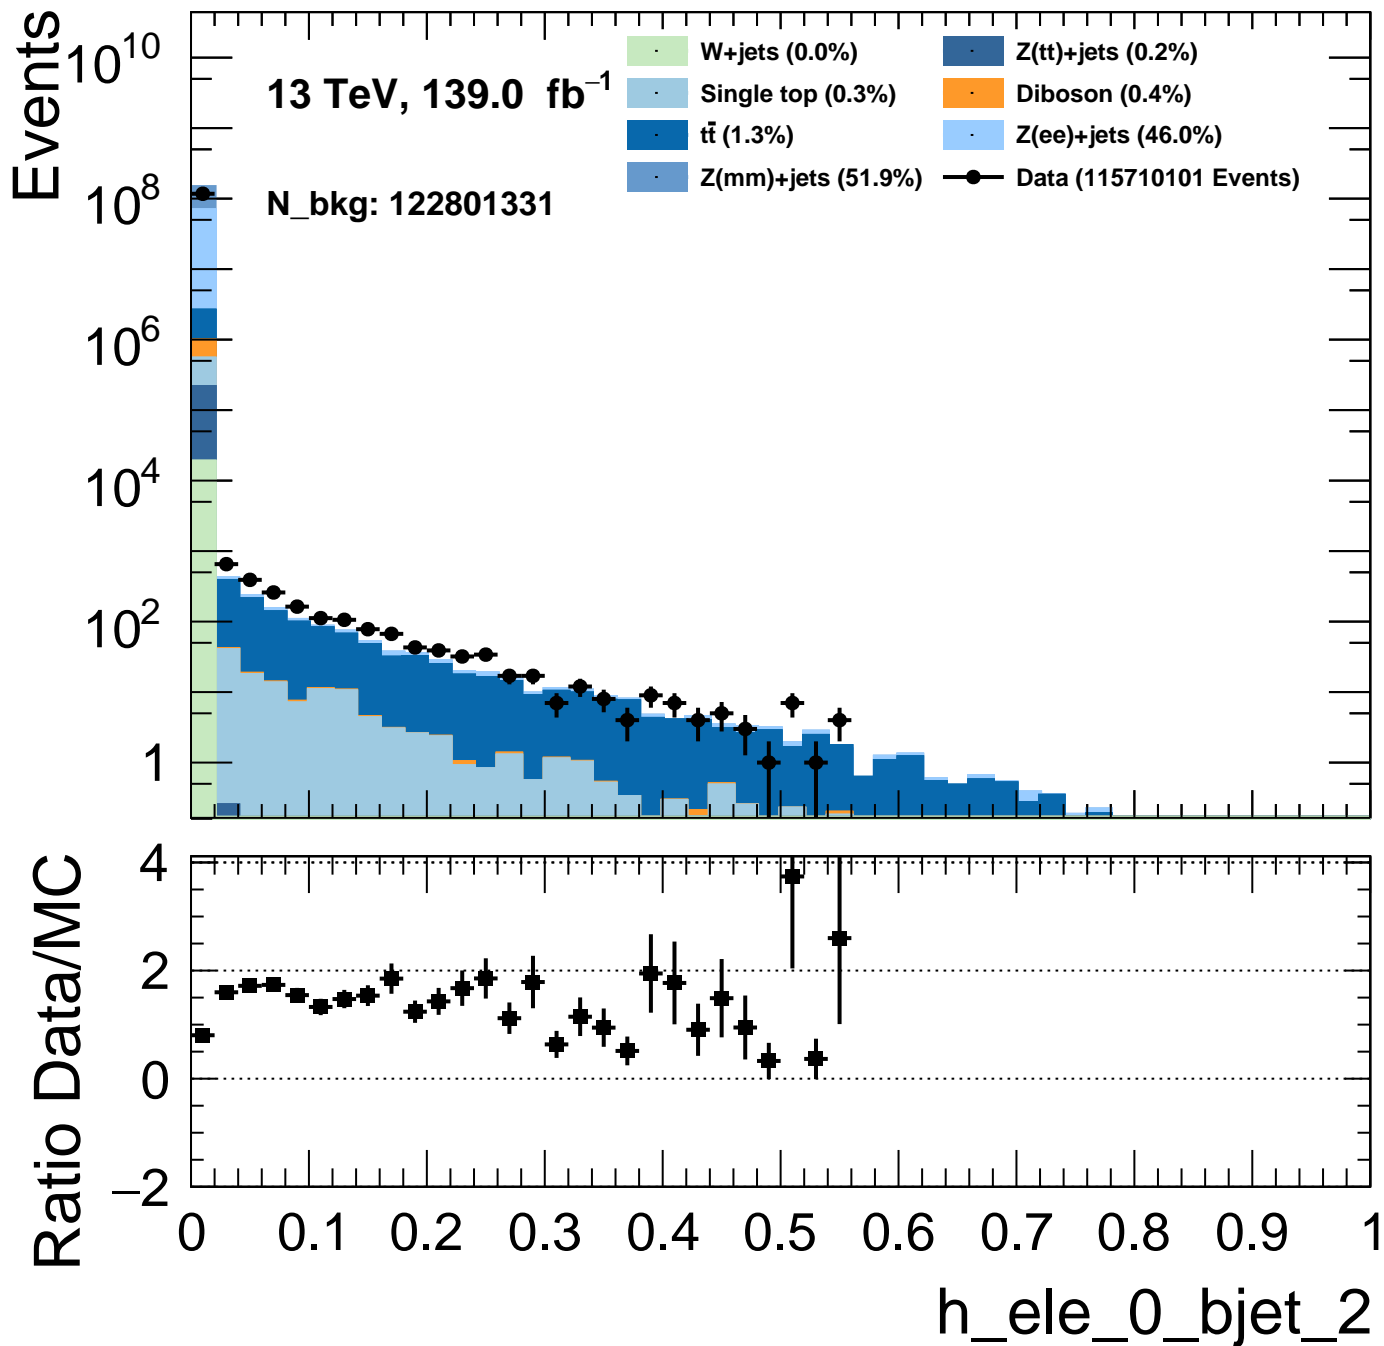 Events
10^10
10^8
10^6
10^4
10^2
1
13 TeV, 139.0 fb^−1
N_bkg: 122801331
W+jets (0.0%)
Single top (0.3%)
tt̄ (1.3%)
Z(mm)+jets (51.9%)
Z(tt)+jets (0.2%)
Diboson (0.4%)
Z(ee)+jets (46.0%)
Data (115710101 Events)
Ratio Data/MC
4
2
0
−2
0 0.1 0.2 0.3 0.4 0.5 0.6 0.7 0.8 0.9 1
h_ele_0_bjet_2